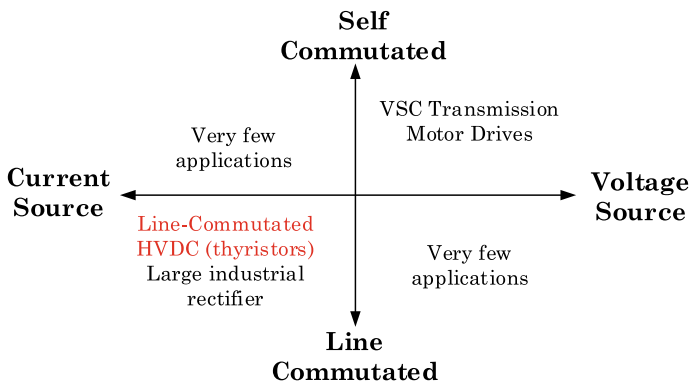 Self
Commutated
VSC Transmission
Motor Drives
Very few
applications
Current
Source
Voltage
Source
Line-Commutated
HVDC (thyristors)
Large industrial
rectifier
Very few
applications
Line
Commutated